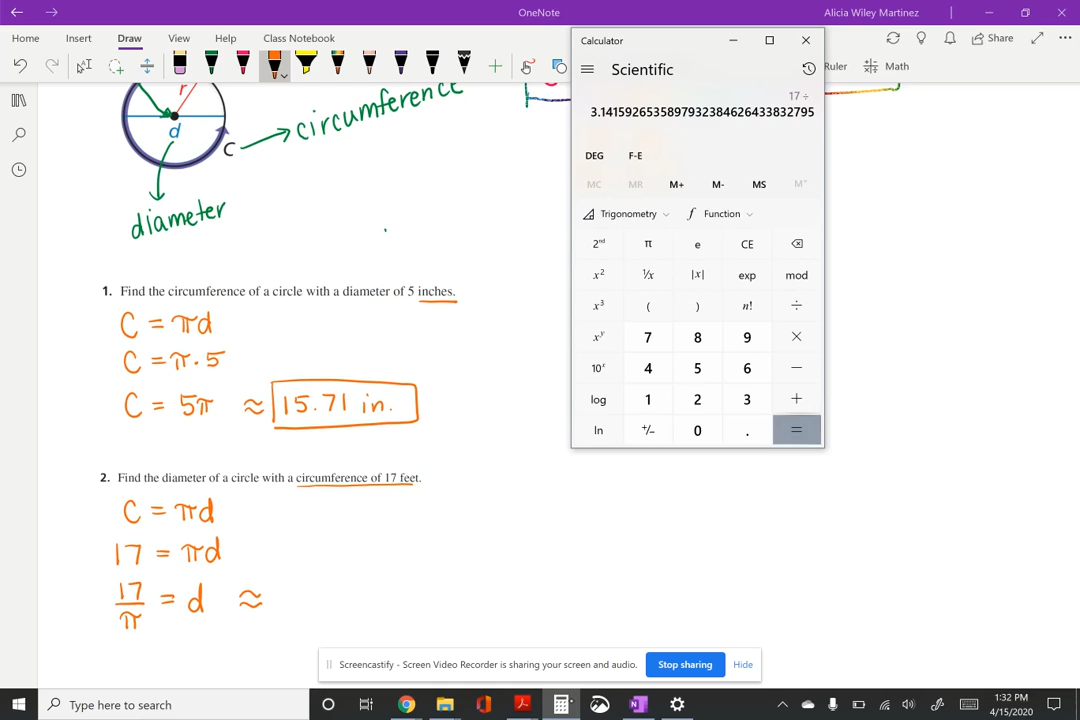 OneNote
Alicia Wiley Martinez
Home Insert Draw View Help Class Notebook
Share
Ruler
Math
Calculator
Scientific
17 ÷
3.1415926535897932384626433832795
DEG F-E
MC MR M+ M- MS M˅
Trigonometry f Function
2ⁿᵈ π e CE
x² ¹/x |x| exp mod
x³ ( ) n! ÷
xʸ 7 8 9 ×
10ˣ 4 5 6 −
log 1 2 3 +
ln +/− 0 . =
r
d
C
circumference
diameter
1. Find the circumference of a circle with a diameter of 5 inches.
C = πd
C = π · 5
C = 5π ≈ 15.71 in.
2. Find the diameter of a circle with a circumference of 17 feet.
C = πd
17 = πd
17/π = d ≈
Screencastify - Screen Video Recorder is sharing your screen and audio. Stop sharing Hide
Type here to search
1:32 PM
4/15/2020